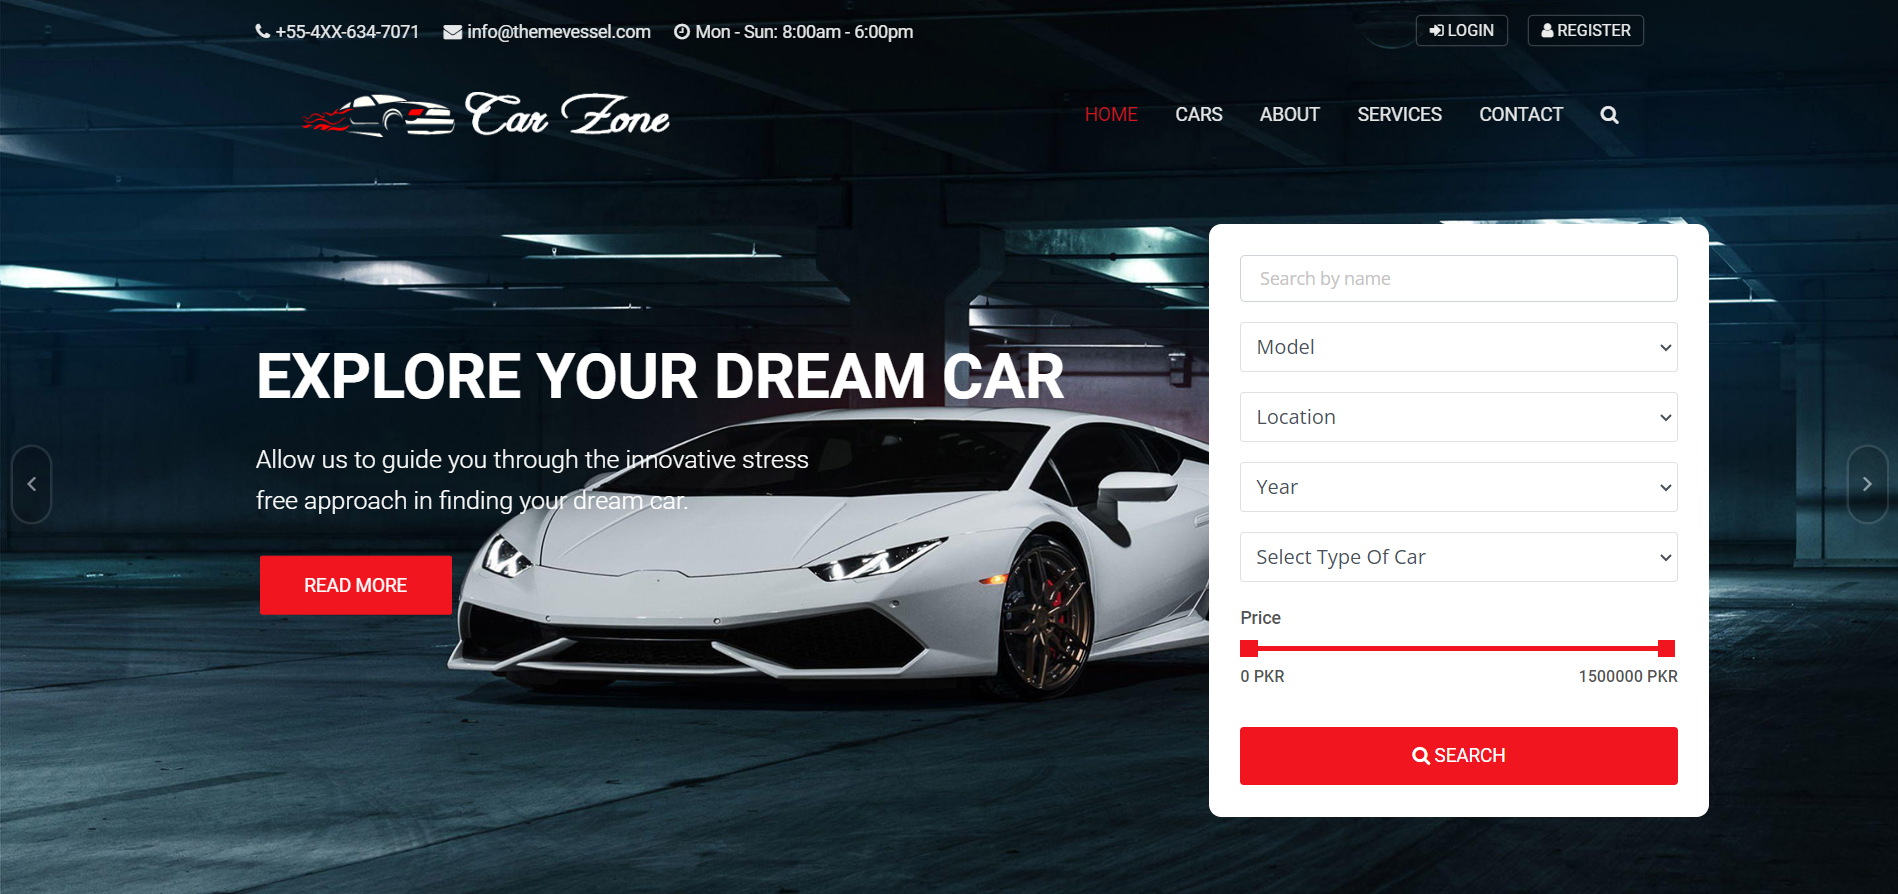 +55-4XX-634-7071 info@themevessel.com Mon - Sun: 8:00am - 6:00pm LOGIN REGISTER
Car Zone HOME CARS ABOUT SERVICES CONTACT
EXPLORE YOUR DREAM CAR
Allow us to guide you through the innovative stress
free approach in finding your dream car.
READ MORE
Search by name
Model
Location
Year
Select Type Of Car
Price
0 PKR 1500000 PKR
SEARCH